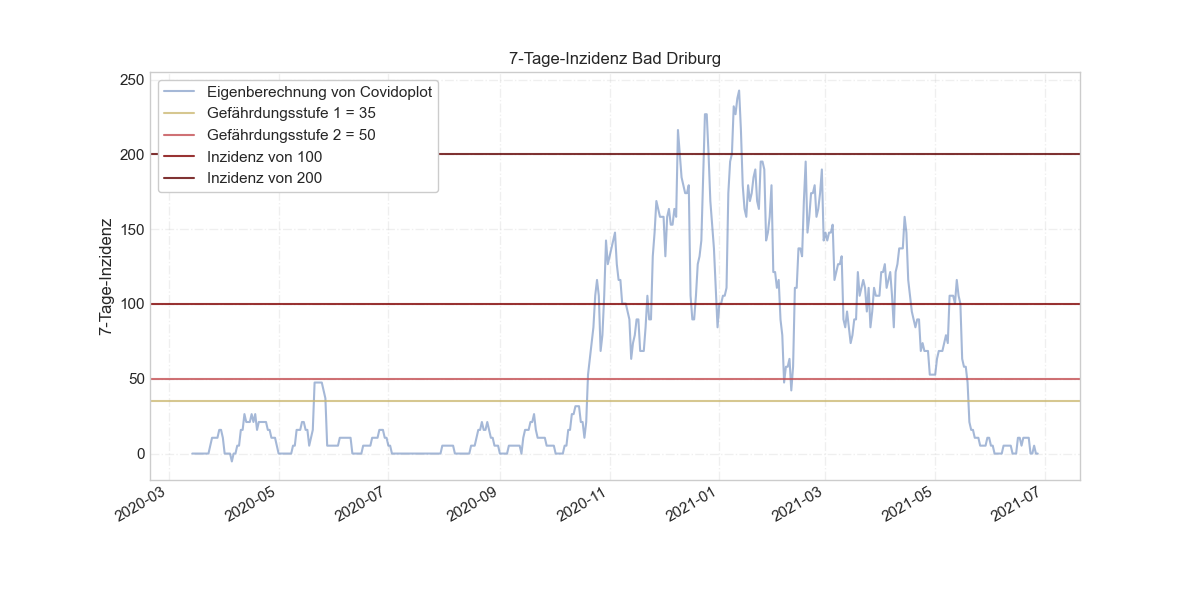 7-Tage-Inzidenz Bad Driburg
250
200
150
100
50
0
7-Tage-Inzidenz
Eigenberechnung von Covidoplot
Gefährdungsstufe 1 = 35
Gefährdungsstufe 2 = 50
Inzidenz von 100
Inzidenz von 200
2020-03
2020-05
2020-07
2020-09
2020-11
2021-01
2021-03
2021-05
2021-07